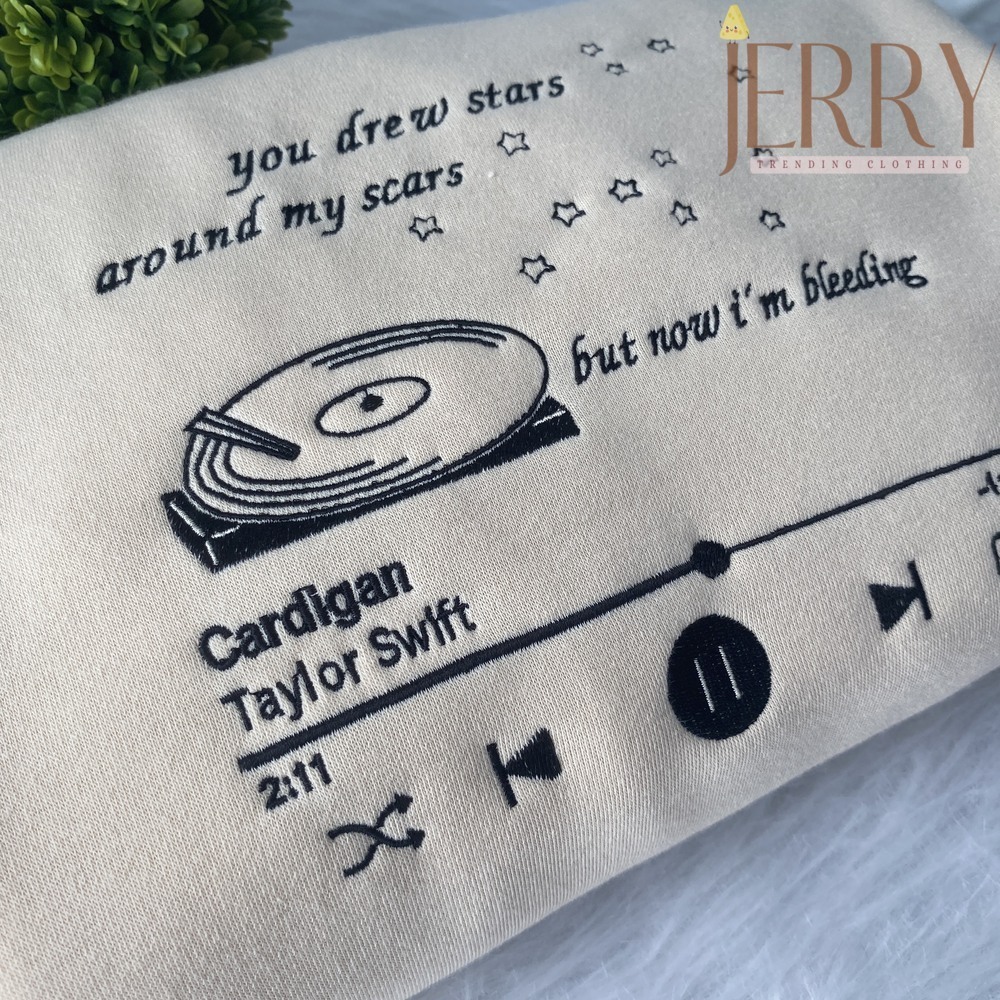 JERRY
TRENDING CLOTHING
you drew stars
around my scars
but now i'm bleeding
Cardigan
Taylor Swift
2:11